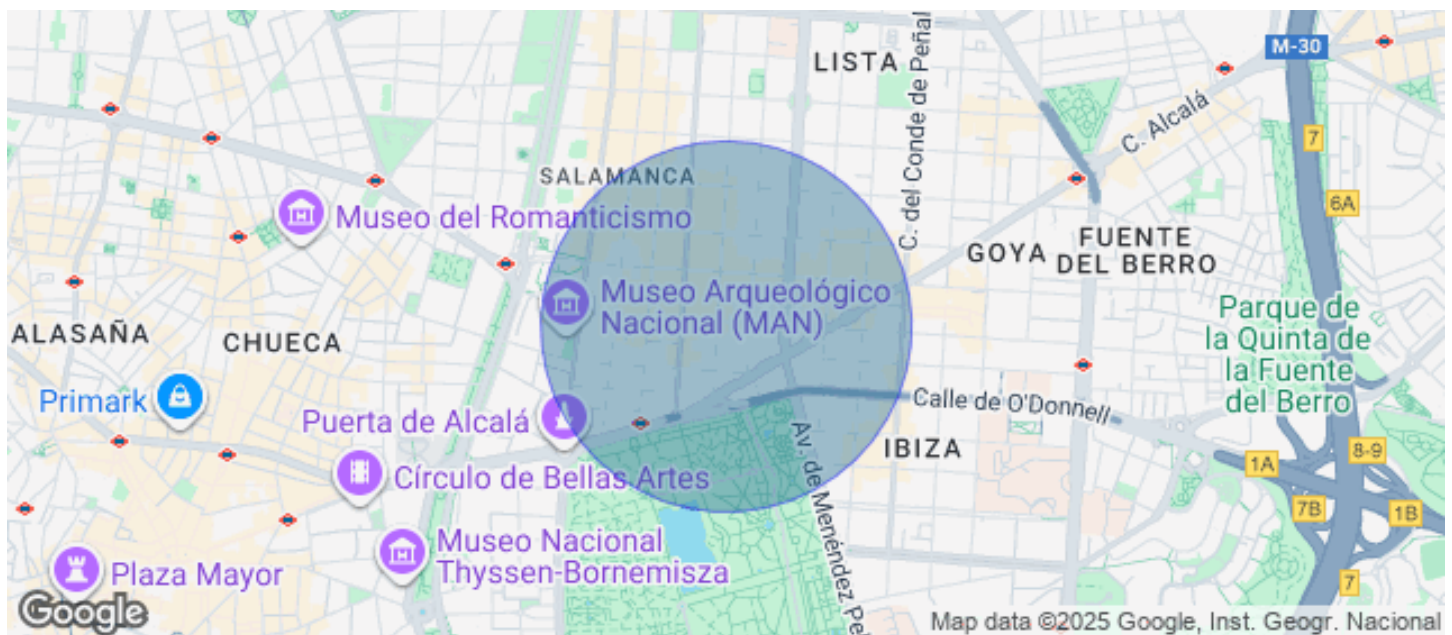 LISTA
C. del Conde de Peñal
M-30
C. Alcalá
7
SALAMANCA
Museo del Romanticismo
6A
GOYA
FUENTE
DEL BERRO
Museo Arqueológico
Nacional (MAN)
ALASAÑA
CHUECA
Parque de
la Quinta de
la Fuente
del Berro
Primark
Puerta de Alcalá
Calle de O'Donnell
IBIZA
Av. de Menéndez Pel
Círculo de Bellas Artes
1A
8-9
7B
1B
Museo Nacional
Thyssen-Bornemisza
Plaza Mayor
7
Google
Map data ©2025 Google, Inst. Geogr. Nacional